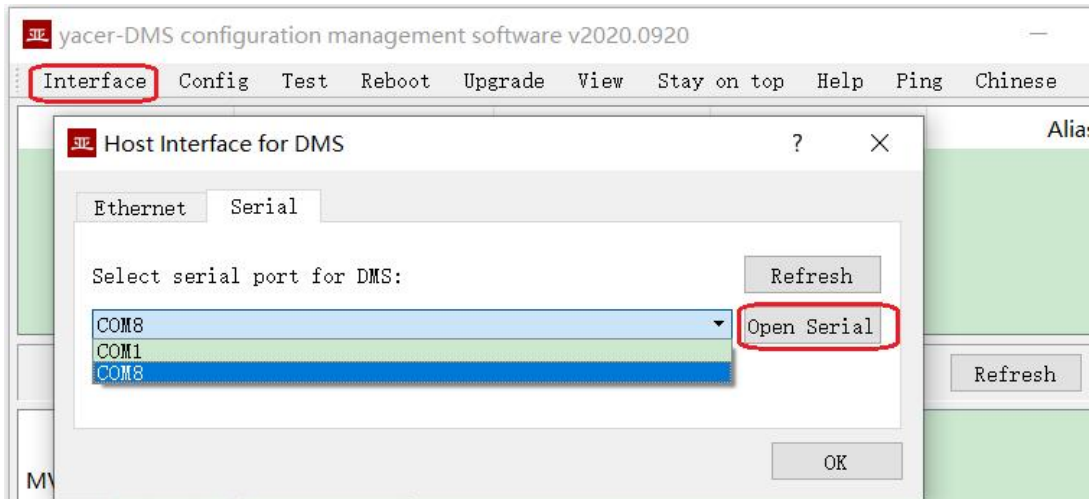 亚 yacer-DMS configuration management software v2020.0920
Interface Config Test Reboot Upgrade View Stay on top Help Ping Chinese
亚 Host Interface for DMS ?
Ethernet Serial
Select serial port for DMS:
Refresh
COM8
Open Serial
COM1
COM8
Refresh
OK